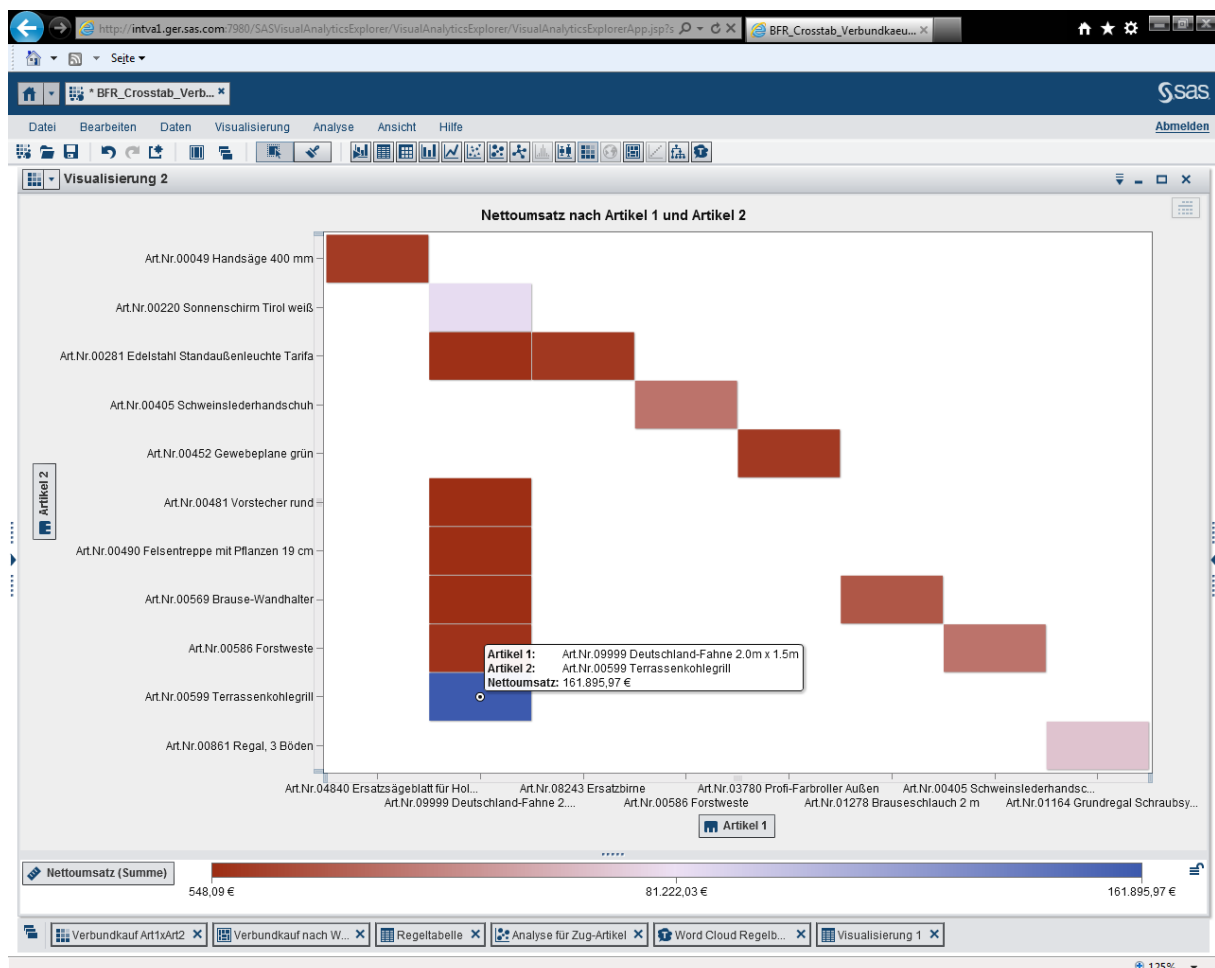 http://intva1.ger.sas.com:7980/SASVisualAnalyticsExplorer/VisualAnalyticsExplorer/VisualAnalyticsExplorerApp.jsp?s
BFR_Crosstab_Verbundkaeu...
Seite
* BFR_Crosstab_Verb...
sas
Datei Bearbeiten Daten Visualisierung Analyse Ansicht Hilfe Abmelden
Visualisierung 2
Nettoumsatz nach Artikel 1 und Artikel 2
Art.Nr.00049 Handsäge 400 mm
Art.Nr.00220 Sonnenschirm Tirol weiß
Art.Nr.00281 Edelstahl Standaußenleuchte Tarifa
Art.Nr.00405 Schweinslederhandschuh
Art.Nr.00452 Gewebeplane grün
Artikel 2
Art.Nr.00481 Vorstecher rund
Art.Nr.00490 Felsentreppe mit Pflanzen 19 cm
Art.Nr.00569 Brause-Wandhalter
Art.Nr.00586 Forstweste
Artikel 1: Art.Nr.09999 Deutschland-Fahne 2.0m x 1.5m
Artikel 2: Art.Nr.00599 Terrassenkohlegrill
Nettoumsatz: 161.895,97 €
Art.Nr.00599 Terrassenkohlegrill
Art.Nr.00861 Regal, 3 Böden
Art.Nr.04840 Ersatzsägeblatt für Hol... Art.Nr.08243 Ersatzbirne Art.Nr.03780 Profi-Farbroller Außen Art.Nr.00405 Schweinslederhandsc...
Art.Nr.09999 Deutschland-Fahne 2.... Art.Nr.00586 Forstweste Art.Nr.01278 Brauseschlauch 2 m Art.Nr.01164 Grundregal Schraubsy...
Artikel 1
Nettoumsatz (Summe)
548,09 € 81.222,03 € 161.895,97 €
Verbundkauf Art1xArt2 Verbundkauf nach W... Regeltabelle Analyse für Zug-Artikel Word Cloud Regelb... Visualisierung 1
125%